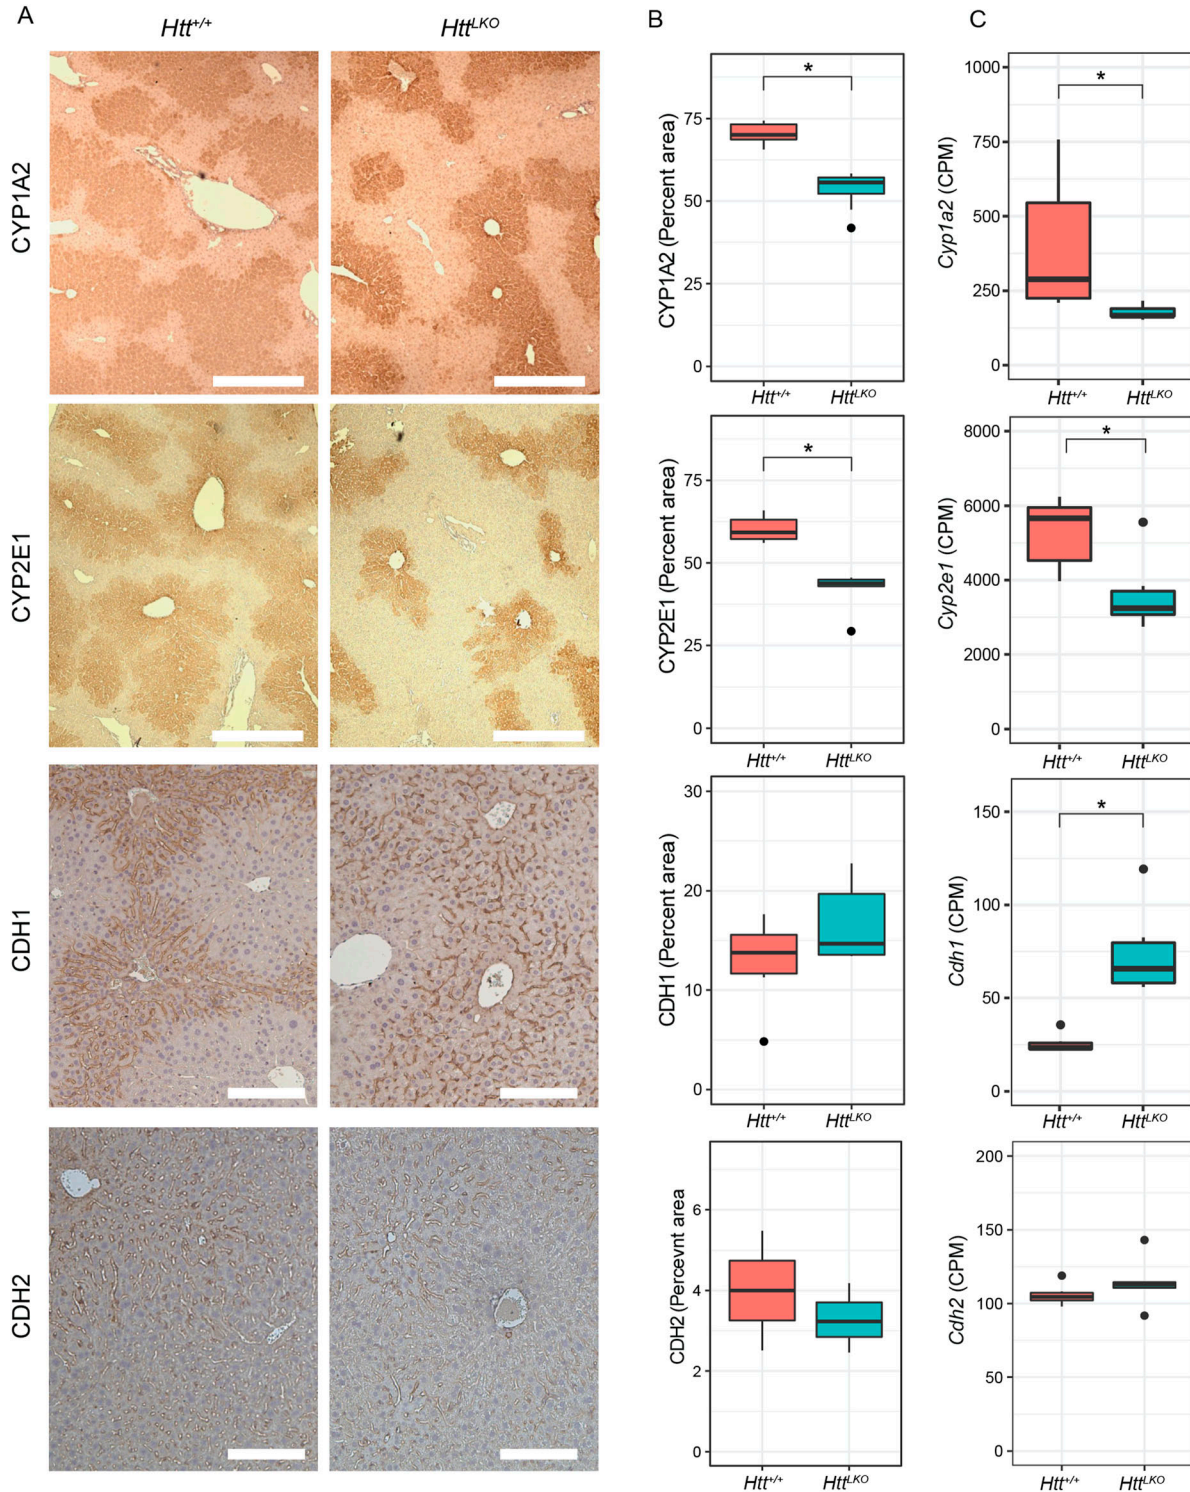 A
Htt+/+
HttLKO
B
C
CYP1A2
CYP2E1
CDH1
CDH2
CYP1A2 (Percent area)
75
50
25
0
*
Htt+/+
HttLKO
Cyp1a2 (CPM)
1000
750
500
250
0
*
Htt+/+
HttLKO
CYP2E1 (Percent area)
75
50
25
0
*
Htt+/+
HttLKO
Cyp2e1 (CPM)
8000
6000
4000
2000
0
*
Htt+/+
HttLKO
CDH1 (Percent area)
30
20
10
0
Htt+/+
HttLKO
Cdh1 (CPM)
150
100
50
0
*
Htt+/+
HttLKO
CDH2 (Percevnt area
6
4
2
0
Htt+/+
HttLKO
Cdh2 (CPM)
200
150
100
50
0
Htt+/+
HttLKO